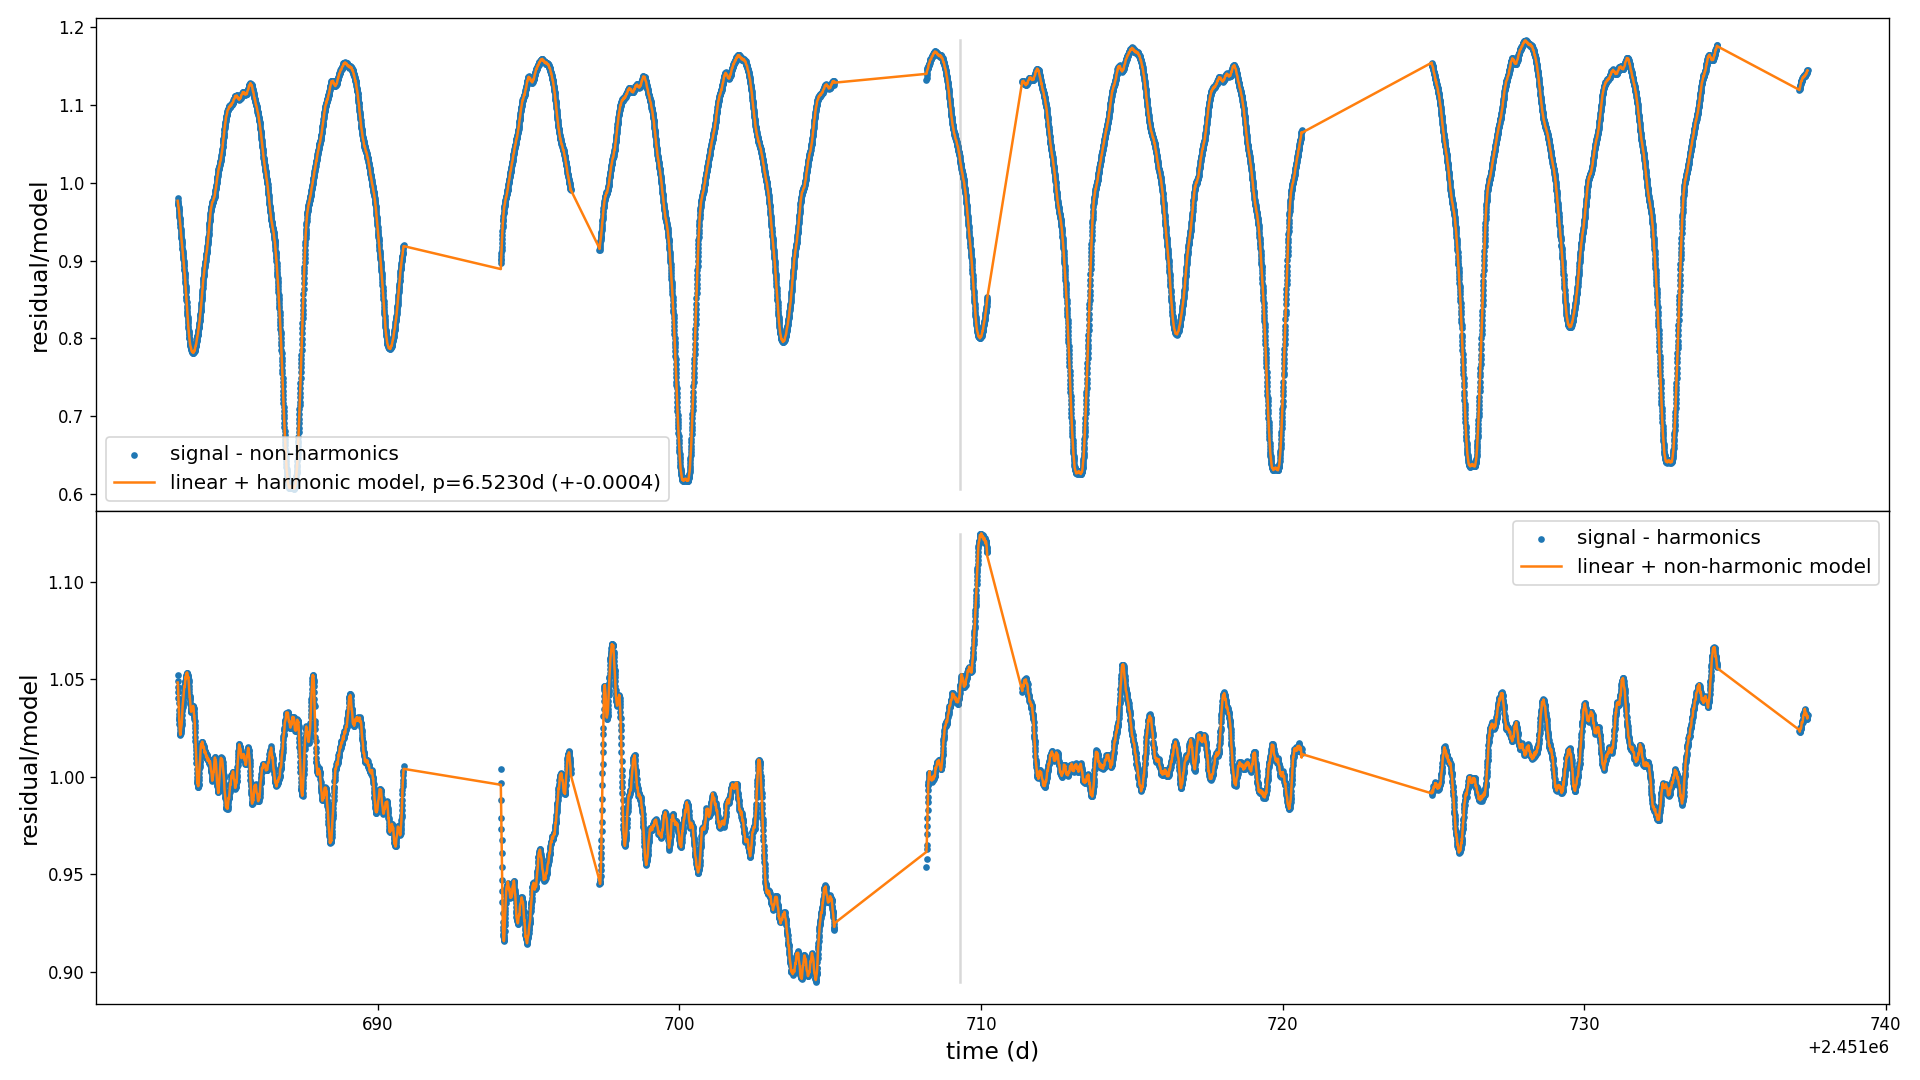 1.2
1.1
1.0
0.9
0.8
0.7
0.6
residual/model
signal - non-harmonics
linear + harmonic model, p=6.5230d (+-0.0004)
signal - harmonics
linear + non-harmonic model
1.10
1.05
1.00
0.95
0.90
residual/model
690
700
710
720
730
740
time (d)
+2.451e6